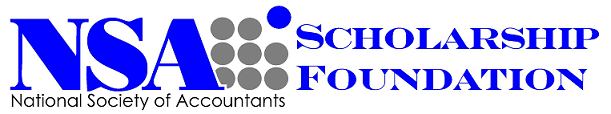 NSA
National Society of Accountants
SCHOLARSHIP
FOUNDATION